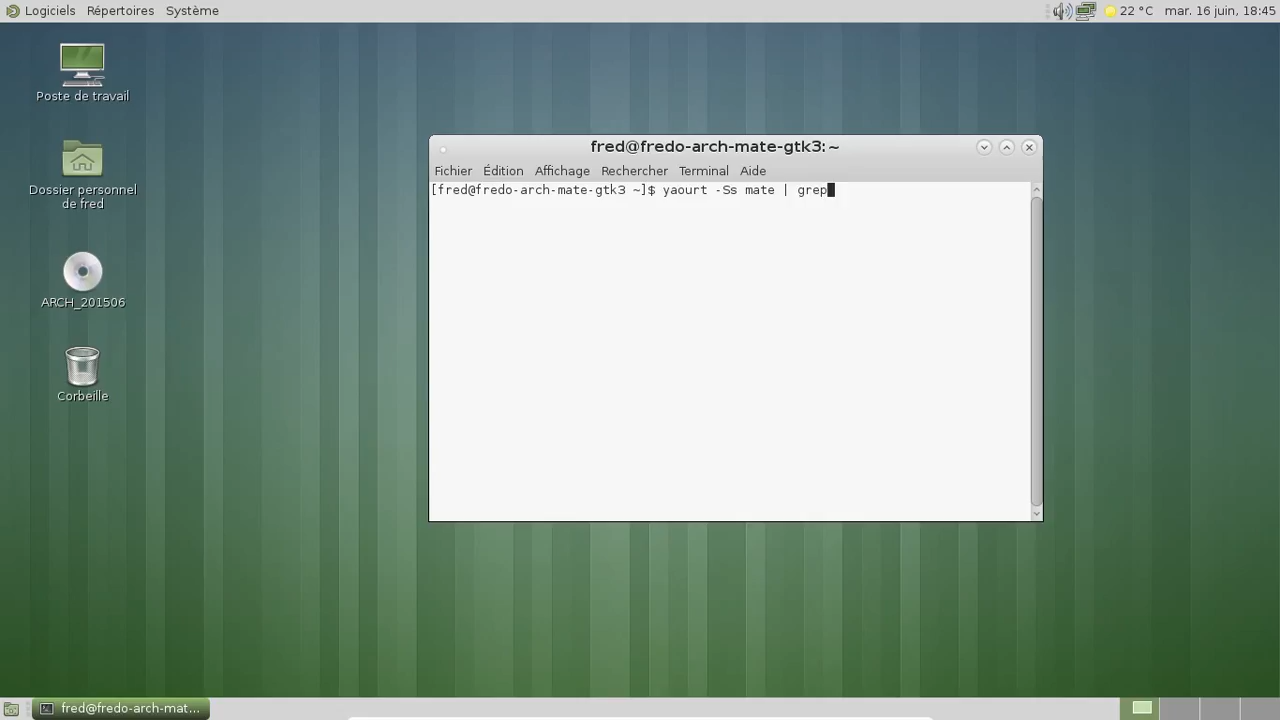 Logiciels Répertoires Système
22 °C mar. 16 juin, 18:45
Poste de travail
Dossier personnel
de fred
ARCH_201506
Corbeille
fred@fredo-arch-mate-gtk3:~
Fichier Édition Affichage Rechercher Terminal Aide
[fred@fredo-arch-mate-gtk3 ~]$ yaourt -Ss mate | grep
fred@fredo-arch-mat...